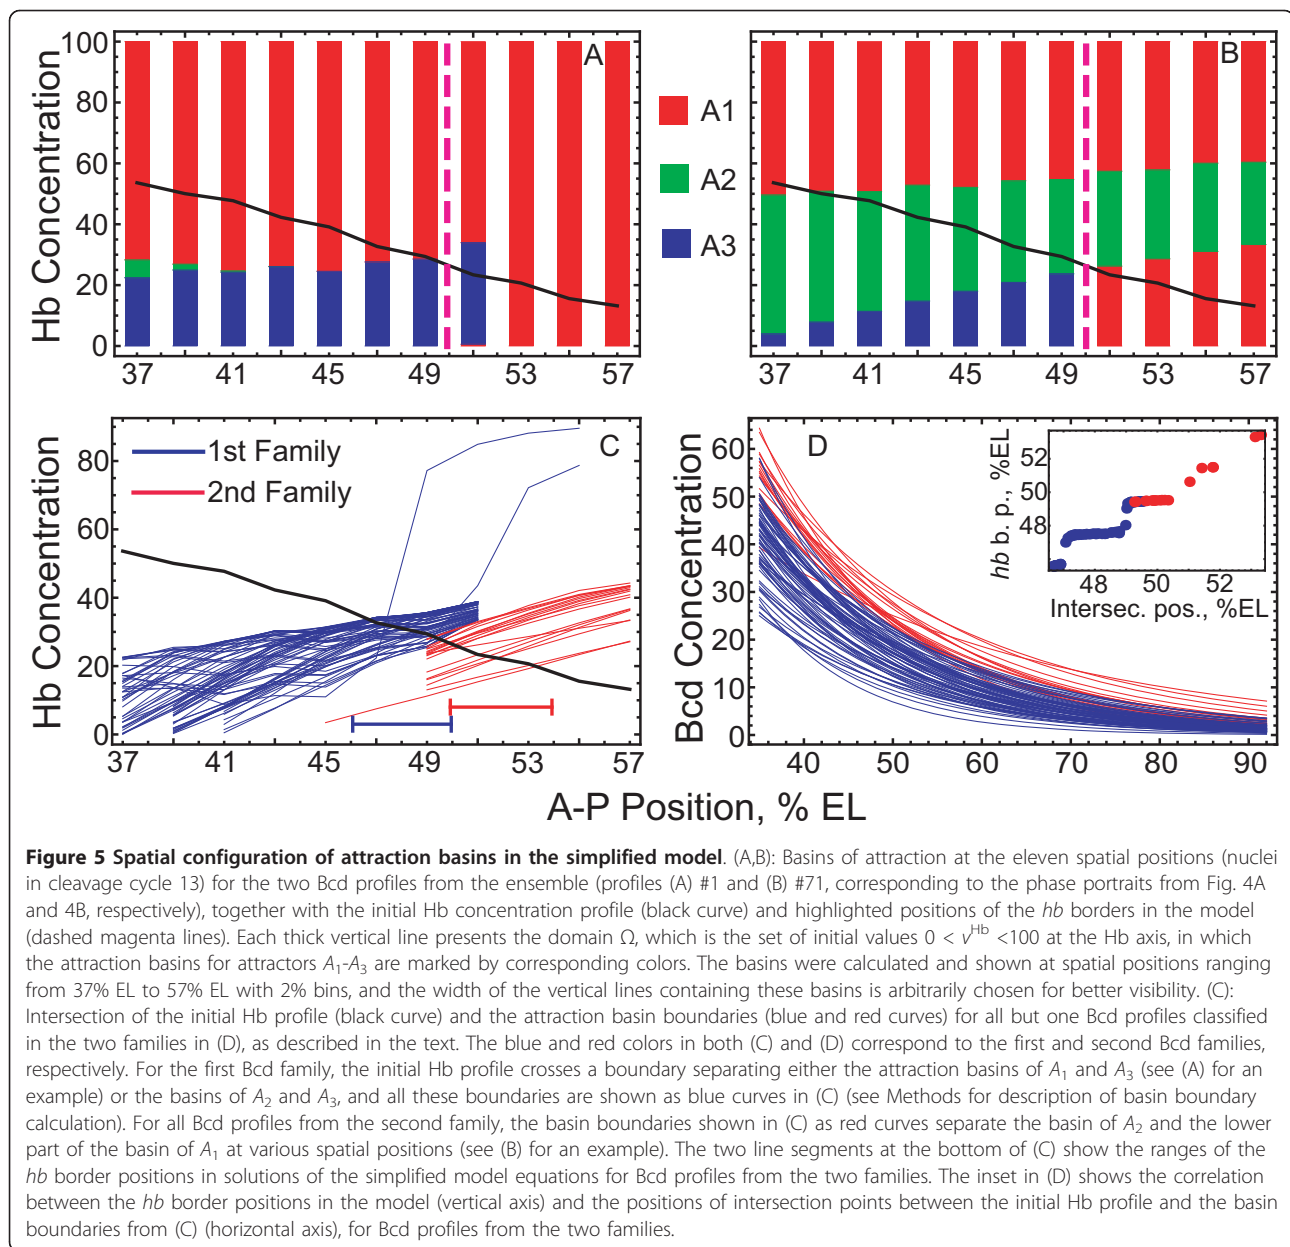 A
B
100
80
60
40
20
0
Hb Concentration
37 41 45 49 53 57
A1
A2
A3
37 41 45 49 53 57
C
1st Family
2nd Family
80
60
40
20
0
Hb Concentration
37 41 45 49 53 57
D
60
50
40
30
20
10
0
Bcd Concentration
40 50 60 70 80 90
52
50
48
hb b. p., %EL
48 50 52
Intersec. pos., %EL
A-P Position, % EL
Figure 5 Spatial configuration of attraction basins in the simplified model. (A,B): Basins of attraction at the eleven spatial positions (nuclei
in cleavage cycle 13) for the two Bcd profiles from the ensemble (profiles (A) #1 and (B) #71, corresponding to the phase portraits from Fig. 4A
and 4B, respectively), together with the initial Hb concentration profile (black curve) and highlighted positions of the hb borders in the model
(dashed magenta lines). Each thick vertical line presents the domain Ω, which is the set of initial values 0 < v^Hb <100 at the Hb axis, in which
the attraction basins for attractors A₁-A₃ are marked by corresponding colors. The basins were calculated and shown at spatial positions ranging
from 37% EL to 57% EL with 2% bins, and the width of the vertical lines containing these basins is arbitrarily chosen for better visibility. (C):
Intersection of the initial Hb profile (black curve) and the attraction basin boundaries (blue and red curves) for all but one Bcd profiles classified
in the two families in (D), as described in the text. The blue and red colors in both (C) and (D) correspond to the first and second Bcd families,
respectively. For the first Bcd family, the initial Hb profile crosses a boundary separating either the attraction basins of A₁ and A₃ (see (A) for an
example) or the basins of A₂ and A₃, and all these boundaries are shown as blue curves in (C) (see Methods for description of basin boundary
calculation). For all Bcd profiles from the second family, the basin boundaries shown in (C) as red curves separate the basin of A₂ and the lower
part of the basin of A₁ at various spatial positions (see (B) for an example). The two line segments at the bottom of (C) show the ranges of the
hb border positions in solutions of the simplified model equations for Bcd profiles from the two families. The inset in (D) shows the correlation
between the hb border positions in the model (vertical axis) and the positions of intersection points between the initial Hb profile and the basin
boundaries from (C) (horizontal axis), for Bcd profiles from the two families.